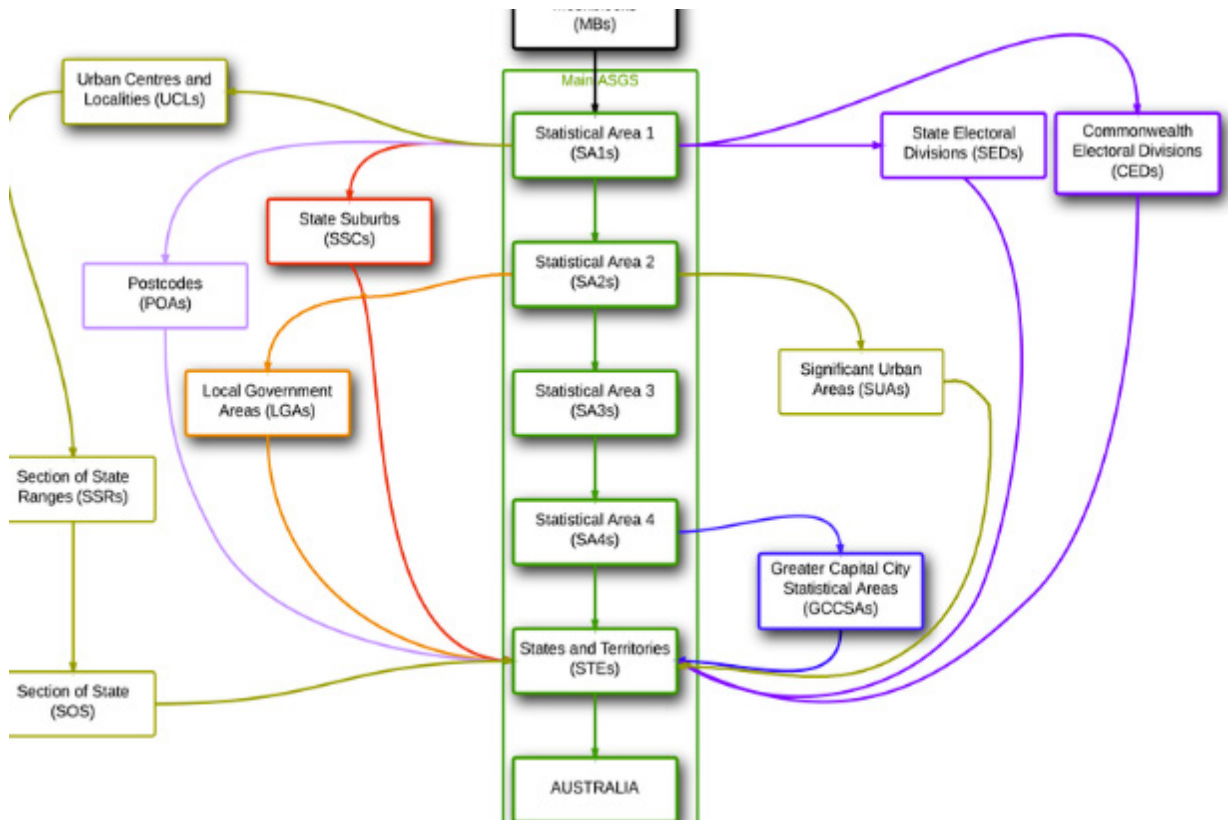 (MBs)
Main ASGS
Urban Centres and
Localities (UCLs)
Statistical Area 1
(SA1s)
State Electoral
Divisions (SEDs)
Commonwealth
Electoral Divisions
(CEDs)
State Suburbs
(SSCs)
Statistical Area 2
(SA2s)
Postcodes
(POAs)
Significant Urban
Areas (SUAs)
Local Government
Areas (LGAs)
Statistical Area 3
(SA3s)
Section of State
Ranges (SSRs)
Statistical Area 4
(SA4s)
Greater Capital City
Statistical Areas
(GCCSAs)
States and Territories
(STEs)
Section of State
(SOS)
AUSTRALIA